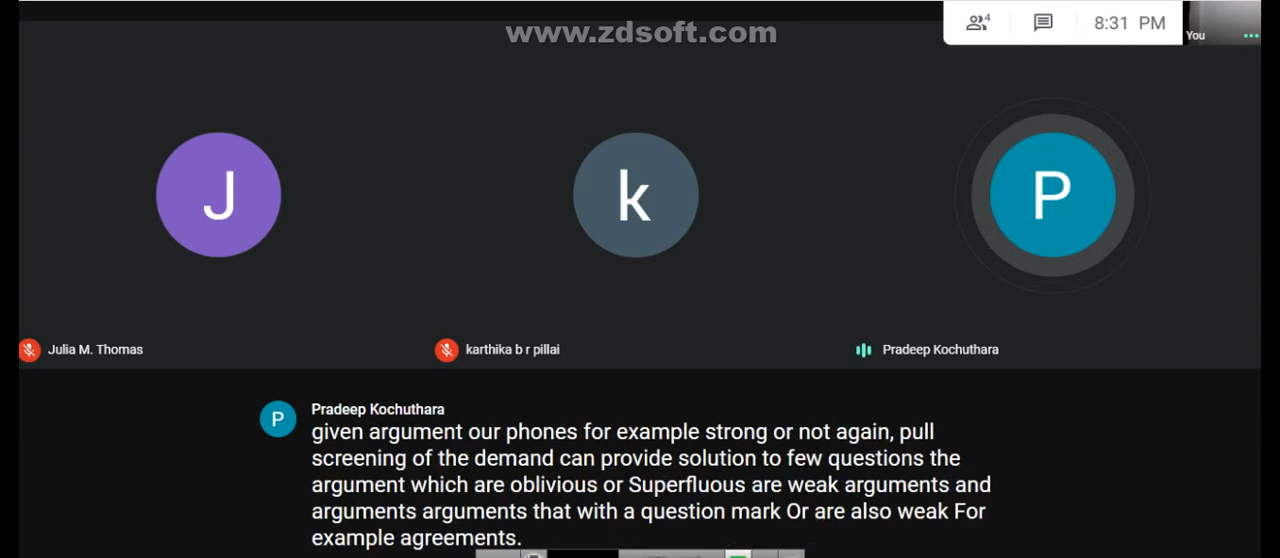 www.zdsoft.com
4
8:31 PM
You
J
k
P
Julia M. Thomas
karthika b r pillai
Pradeep Kochuthara
P
Pradeep Kochuthara
given argument our phones for example strong or not again, pull
screening of the demand can provide solution to few questions the
argument which are oblivious or Superfluous are weak arguments and
arguments arguments that with a question mark Or are also weak For
example agreements.